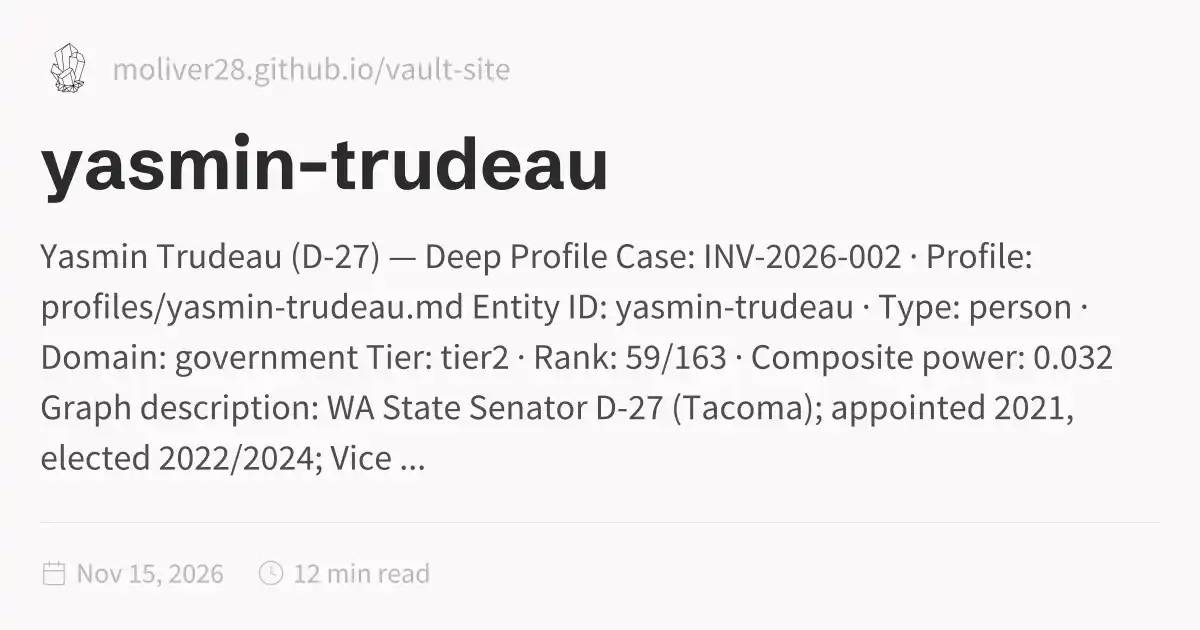 moliver28.github.io/vault-site
yasmin-trudeau
Yasmin Trudeau (D-27) — Deep Profile Case: INV-2026-002 · Profile:
profiles/yasmin-trudeau.md Entity ID: yasmin-trudeau · Type: person ·
Domain: government Tier: tier2 · Rank: 59/163 · Composite power: 0.032
Graph description: WA State Senator D-27 (Tacoma); appointed 2021,
elected 2022/2024; Vice ...
Nov 15, 2026 12 min read